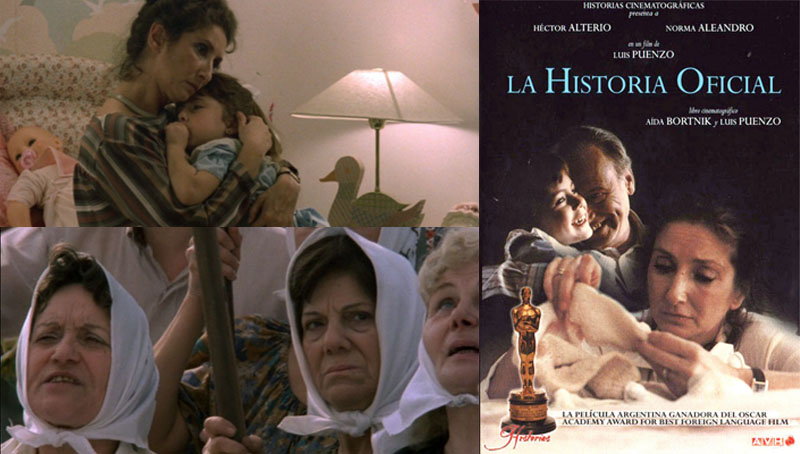 HISTORIAS CINEMATOGRÁFICAS
presenta a
HÉCTOR ALTERIO NORMA ALEANDRO
en un film de
LUIS PUENZO
LA HISTORIA OFICIAL
libro cinematográfico
AÍDA BORTNIK y LUIS PUENZO
LA PELÍCULA ARGENTINA GANADORA DEL OSCAR
ACADEMY AWARD FOR BEST FOREIGN LANGUAGE FILM
Historias
AVH